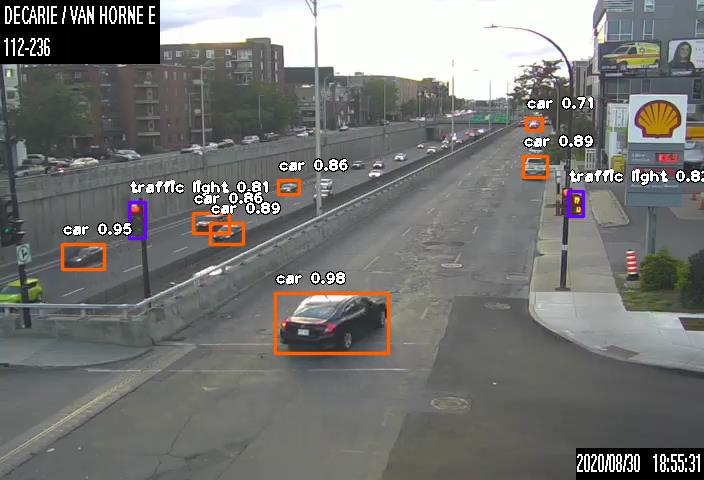 DECARIE / VAN HORNE E
112-236
car 0.71
car 0.89
car 0.86
traffic light 0.81
traffic light 0.82
car 0.86
car 0.89
car 0.95
car 0.98
2020/08/30 18:55:31